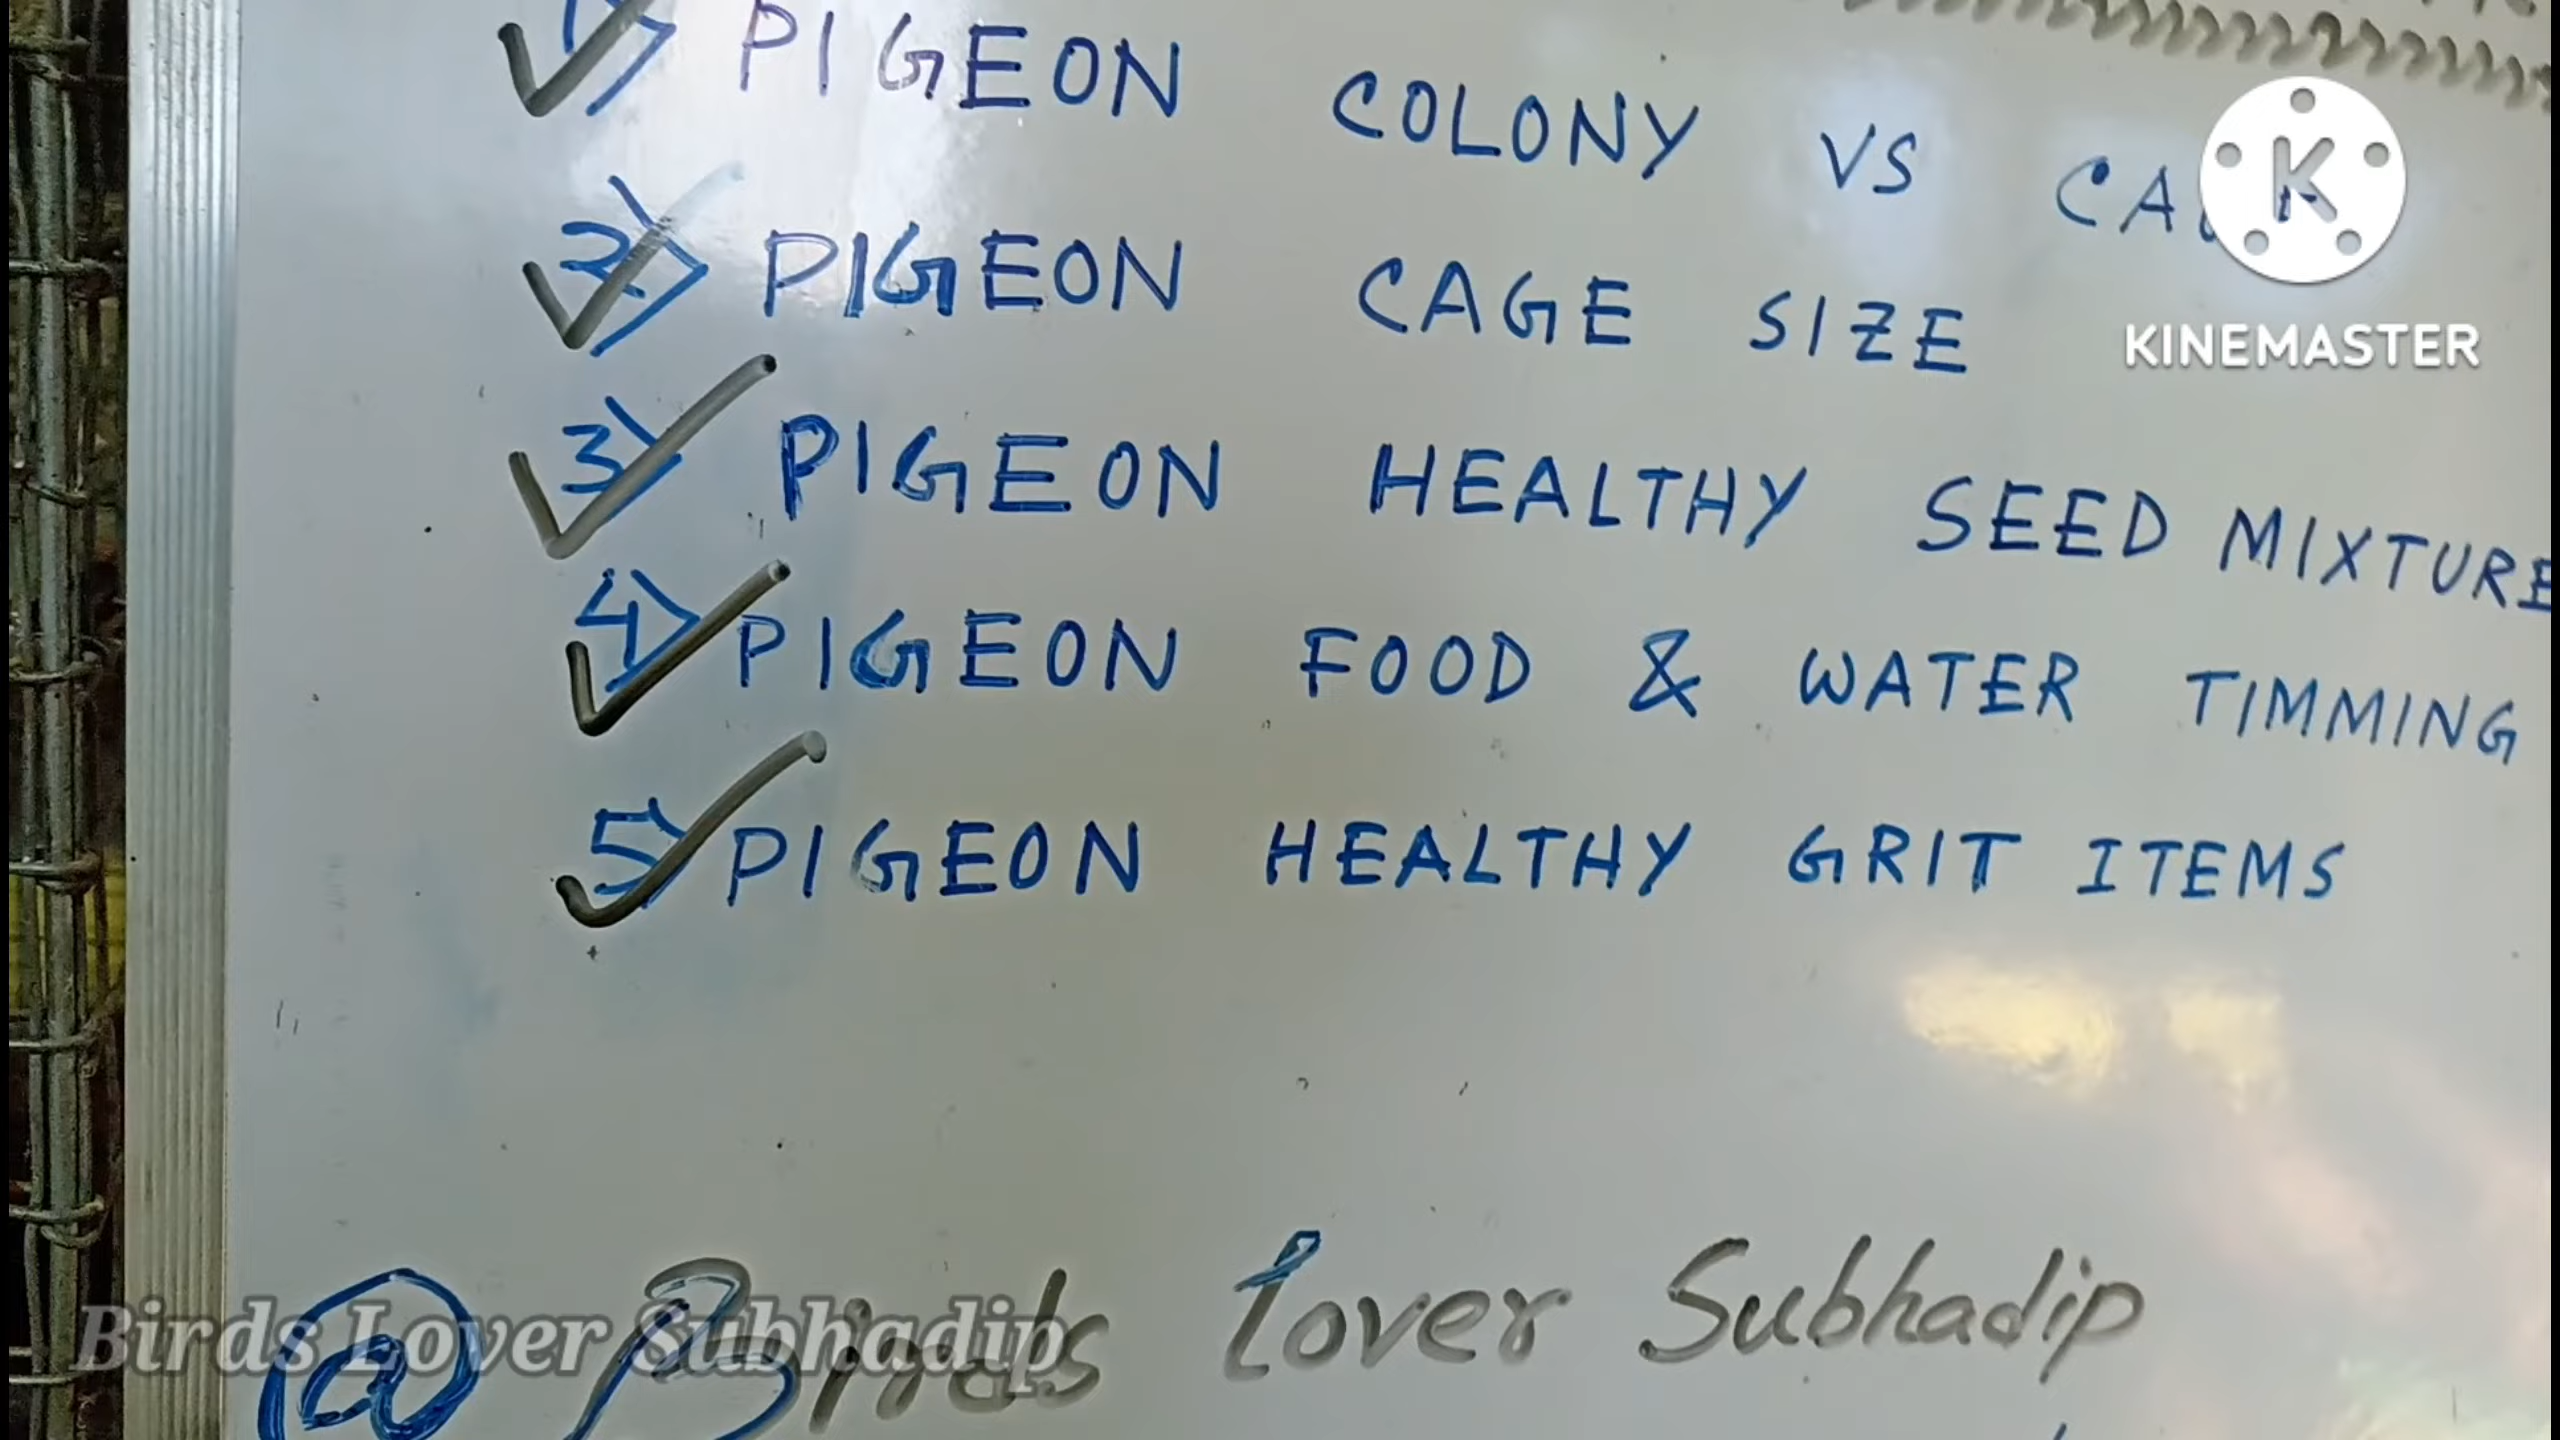 1) PIGEON COLONY VS
2) PIGEON CAGE SIZE
3) PIGEON HEALTHY SEED MIXTURE
4) PIGEON FOOD & WATER TIMMING
5) PIGEON HEALTHY GRIT ITEMS
@ Birds Lover Subhadip
K
KINEMASTER
Birds Lover Subhadip